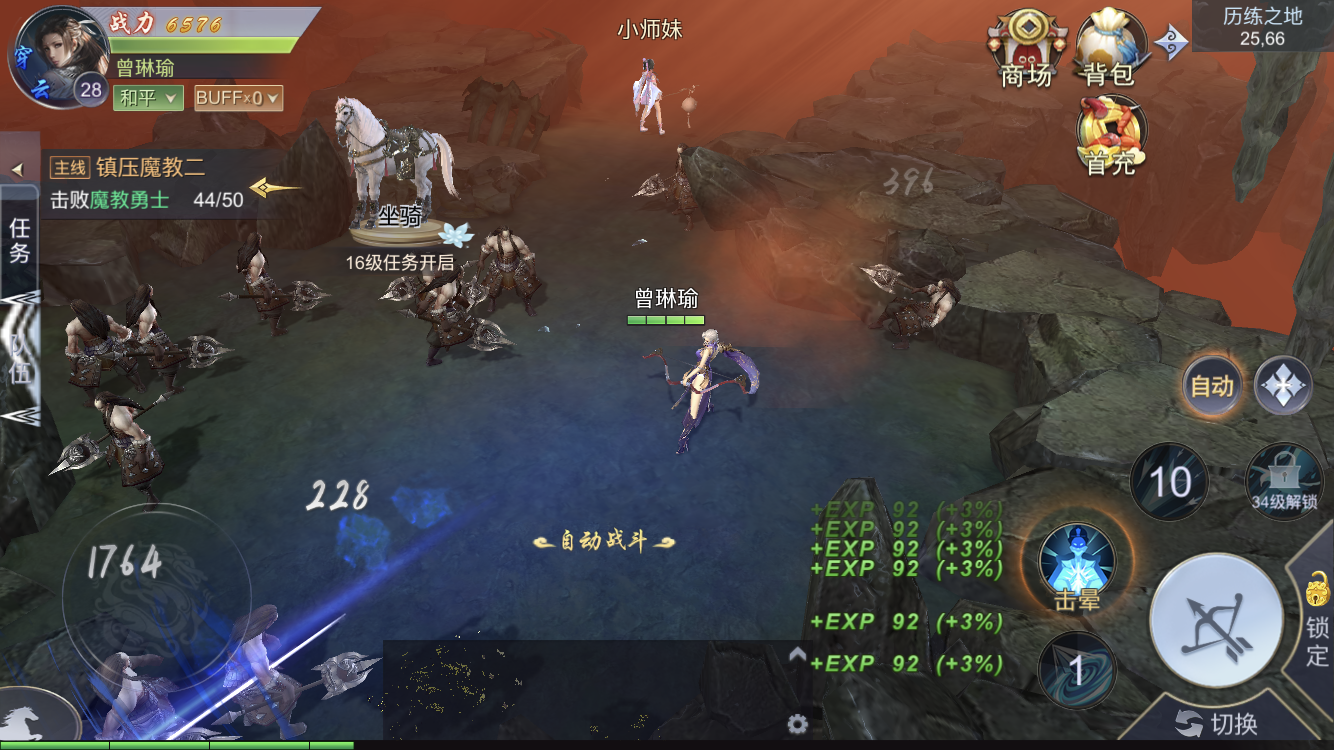 战力 6576
穿云
28
曾琳瑜
和平
BUFF×0
小师妹
商场
背包
首充
历练之地
25,66
主线 镇压魔教二
击败魔教勇士 44/50
任务
队伍
坐骑
16级任务开启
396
曾琳瑜
自动
10
34级解锁
228
1764
自动战斗
+EXP 92 (+3%)
+EXP 92 (+3%)
+EXP 92 (+3%)
+EXP 92 (+3%)
+EXP 92 (+3%)
+EXP 92 (+3%)
击晕
1
锁定
切换